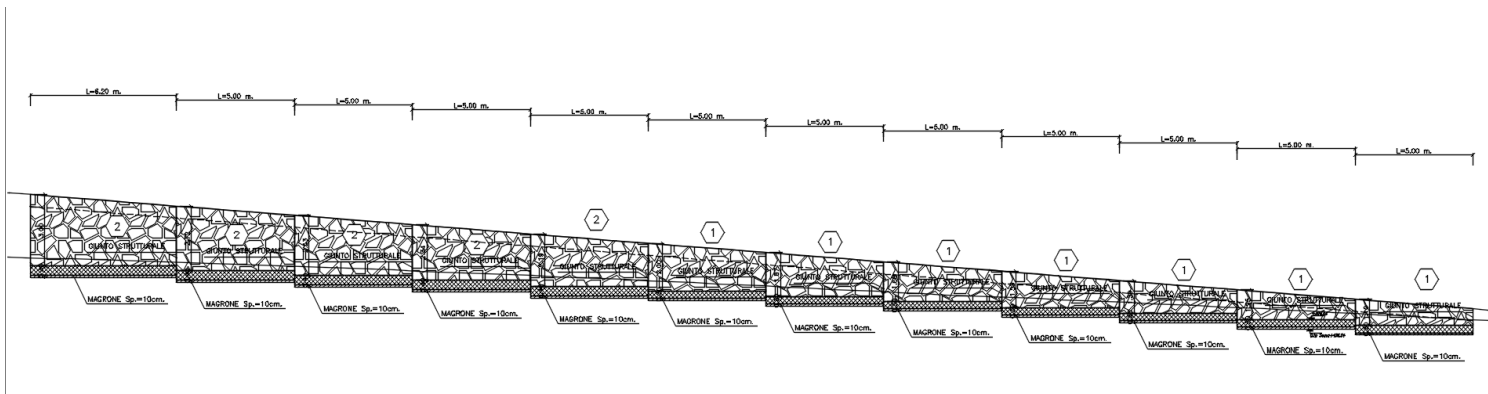 L=6.20 m.
L=5.00 m.
L=5.00 m.
L=5.00 m.
L=5.00 m.
L=5.00 m.
L=5.00 m.
L=5.00 m.
L=5.00 m.
L=5.00 m.
L=5.00 m.
L=5.00 m.
2
2
2
2
2
1
1
1
1
1
1
1
GIUNTO STRUTTURALE
GIUNTO STRUTTURALE
GIUNTO STRUTTURALE
GIUNTO STRUTTURALE
GIUNTO STRUTTURALE
GIUNTO STRUTTURALE
GIUNTO STRUTTURALE
GIUNTO STRUTTURALE
GIUNTO STRUTTURALE
GIUNTO STRUTTURALE
GIUNTO STRUTTURALE
GIUNTO STRUTTURALE
MAGRONE Sp.=10cm.
MAGRONE Sp.=10cm.
MAGRONE Sp.=10cm.
MAGRONE Sp.=10cm.
MAGRONE Sp.=10cm.
MAGRONE Sp.=10cm.
MAGRONE Sp.=10cm.
MAGRONE Sp.=10cm.
MAGRONE Sp.=10cm.
MAGRONE Sp.=10cm.
MAGRONE Sp.=10cm.
MAGRONE Sp.=10cm.